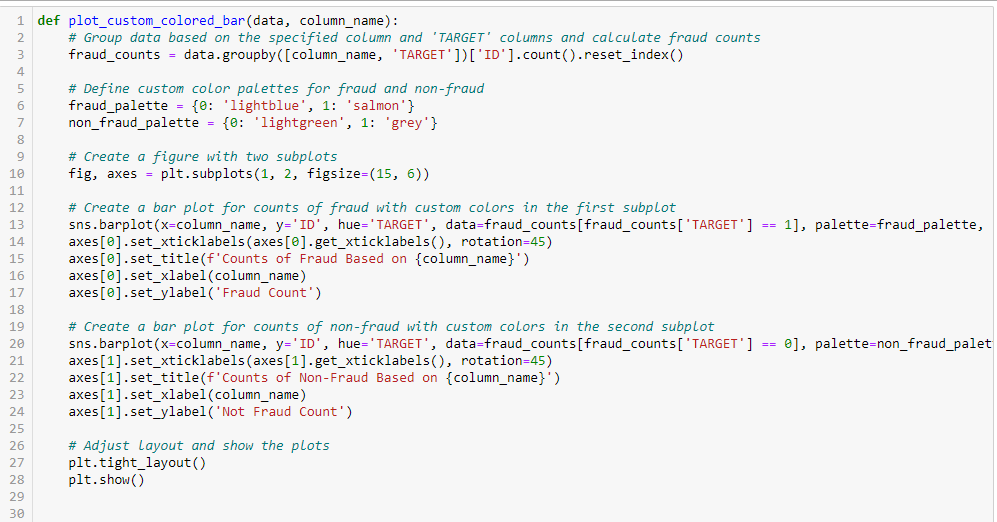 1 def plot_custom_colored_bar(data, column_name):
2 # Group data based on the specified column and 'TARGET' columns and calculate fraud counts
3 fraud_counts = data.groupby([column_name, 'TARGET'])['ID'].count().reset_index()
4
5 # Define custom color palettes for fraud and non-fraud
6 fraud_palette = {0: 'lightblue', 1: 'salmon'}
7 non_fraud_palette = {0: 'lightgreen', 1: 'grey'}
8
9 # Create a figure with two subplots
10 fig, axes = plt.subplots(1, 2, figsize=(15, 6))
11
12 # Create a bar plot for counts of fraud with custom colors in the first subplot
13 sns.barplot(x=column_name, y='ID', hue='TARGET', data=fraud_counts[fraud_counts['TARGET'] == 1], palette=fraud_palette,
14 axes[0].set_xticklabels(axes[0].get_xticklabels(), rotation=45)
15 axes[0].set_title(f'Counts of Fraud Based on {column_name}')
16 axes[0].set_xlabel(column_name)
17 axes[0].set_ylabel('Fraud Count')
18
19 # Create a bar plot for counts of non-fraud with custom colors in the second subplot
20 sns.barplot(x=column_name, y='ID', hue='TARGET', data=fraud_counts[fraud_counts['TARGET'] == 0], palette=non_fraud_palet
21 axes[1].set_xticklabels(axes[1].get_xticklabels(), rotation=45)
22 axes[1].set_title(f'Counts of Non-Fraud Based on {column_name}')
23 axes[1].set_xlabel(column_name)
24 axes[1].set_ylabel('Not Fraud Count')
25
26 # Adjust layout and show the plots
27 plt.tight_layout()
28 plt.show()
29
30